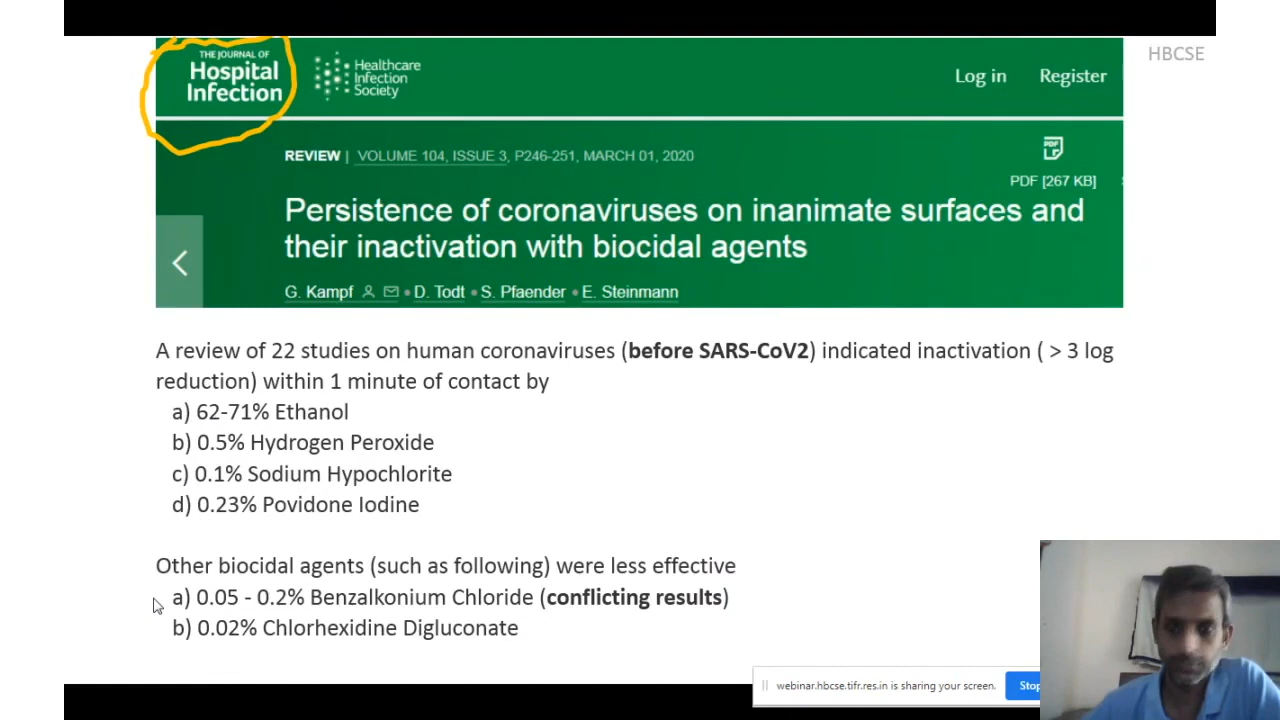 HBCSE
THE JOURNAL OF
Hospital
Infection
Healthcare
Infection
Society
Log in
Register
REVIEW | VOLUME 104, ISSUE 3, P246-251, MARCH 01, 2020
PDF
PDF [267 KB]
Persistence of coronaviruses on inanimate surfaces and
their inactivation with biocidal agents
G. Kampf • D. Todt • S. Pfaender • E. Steinmann
A review of 22 studies on human coronaviruses (before SARS-CoV2) indicated inactivation ( > 3 log
reduction) within 1 minute of contact by
a) 62-71% Ethanol
b) 0.5% Hydrogen Peroxide
c) 0.1% Sodium Hypochlorite
d) 0.23% Povidone Iodine
Other biocidal agents (such as following) were less effective
a) 0.05 - 0.2% Benzalkonium Chloride (conflicting results)
b) 0.02% Chlorhexidine Digluconate
webinar.hbcse.tifr.res.in is sharing your screen.
Stop